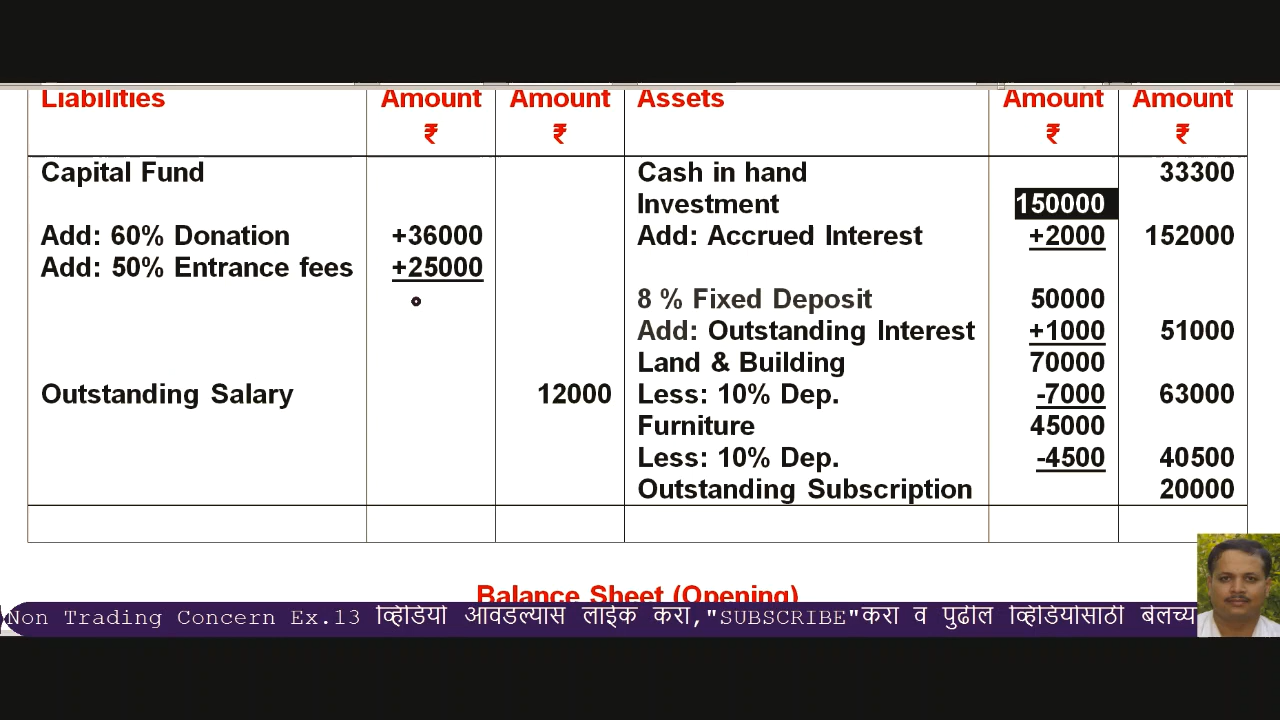 Liabilities Amount Amount Assets Amount Amount
₹ ₹ ₹ ₹
Capital Fund Cash in hand 33300
Investment 150000
Add: 60% Donation +36000 Add: Accrued Interest +2000 152000
Add: 50% Entrance fees +25000
8 % Fixed Deposit 50000
Add: Outstanding Interest +1000 51000
Land & Building 70000
Outstanding Salary 12000 Less: 10% Dep. -7000 63000
Furniture 45000
Less: 10% Dep. -4500 40500
Outstanding Subscription 20000
Balance Sheet (Opening)
Non Trading Concern Ex.13 व्हिडियो आवडल्यास लाईक करा,"SUBSCRIBE"करा व पुढील व्हिडियोसाठी बेलच्य